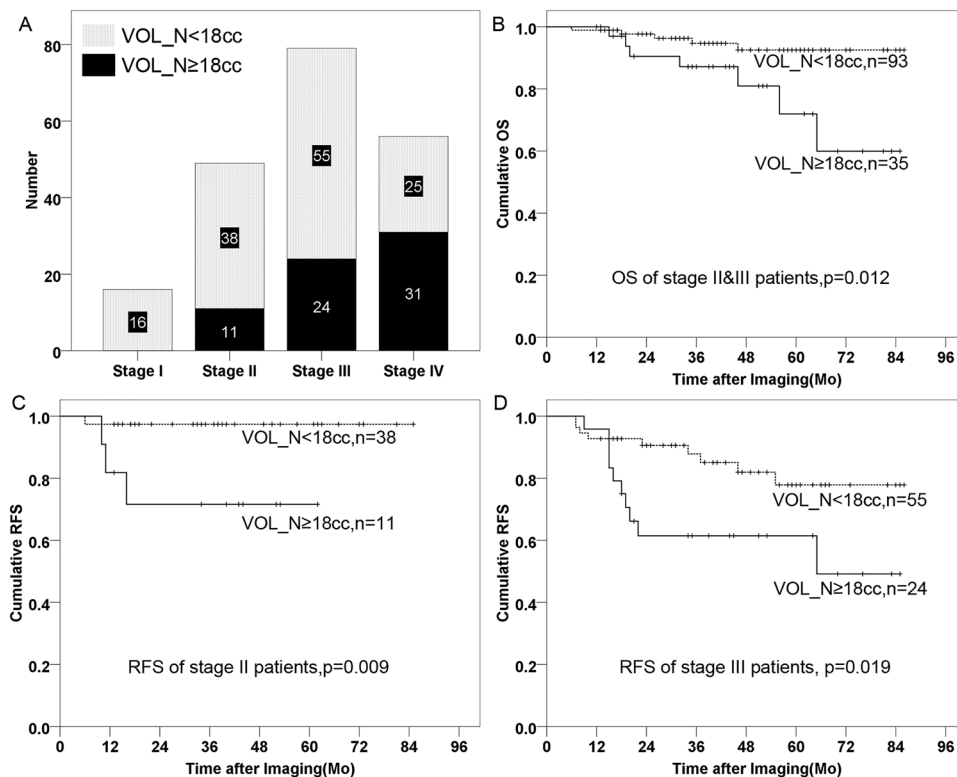 A
VOL_N<18cc
VOL_N≥18cc
Number
80
60
40
20
0
16
38
11
55
24
25
31
Stage I
Stage II
Stage III
Stage IV
B
Cumulative OS
1.0
0.8
0.6
0.4
0.2
0.0
VOL_N<18cc,n=93
VOL_N≥18cc,n=35
OS of stage II&III patients,p=0.012
0 12 24 36 48 60 72 84 96
Time after Imaging(Mo)
C
Cumulative RFS
1.0
0.8
0.6
0.4
0.2
0.0
VOL_N<18cc,n=38
VOL_N≥18cc,n=11
RFS of stage II patients,p=0.009
0 12 24 36 48 60 72 84 96
Time after Imaging(Mo)
D
Cumulative RFS
1.0
0.8
0.6
0.4
0.2
0.0
VOL_N<18cc,n=55
VOL_N≥18cc,n=24
RFS of stage III patients, p=0.019
0 12 24 36 48 60 72 84 96
Time after Imaging(Mo)